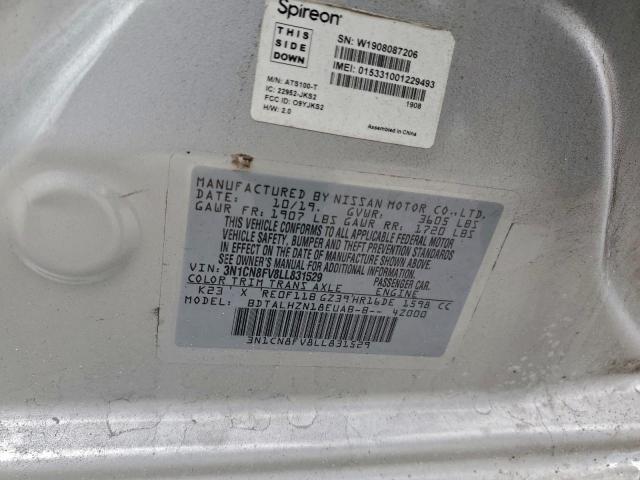 Spireon
THIS
SIDE
DOWN
SN: W1908087206
IMEI: 015331001229493
M/N: ATS100-T
IC: 22952-JKS2
FCC ID: O9YJKS2
H/W: 2.0
1908
Assembled in China
MANUFACTURED BY NISSAN MOTOR CO.,LTD.
DATE: 10/19. GVWR: 3605 LBS
GAWR FR: 1907 LBS GAWR RR: 1720 LBS
THIS VEHICLE CONFORMS TO ALL APPLICABLE FEDERAL MOTOR
VEHICLE SAFETY, BUMPER AND THEFT PREVENTION STANDARDS
IN EFFECT ON THE DATE OF MANUFACTURE SHOWN ABOVE.
SEE OWNER'S MANUAL FOR MORE INFORMATION.
VIN: 3N1CN8FV8LL831529 PASSENGER CAR.
COLOR TRIM TRANS AXLE ENGINE
K23 X RE0F11B GZ39 HR16DE 1598 CC
MODEL: BDTALHZN18EUAB-B-- 42000
3N1CN8FV8LL831529